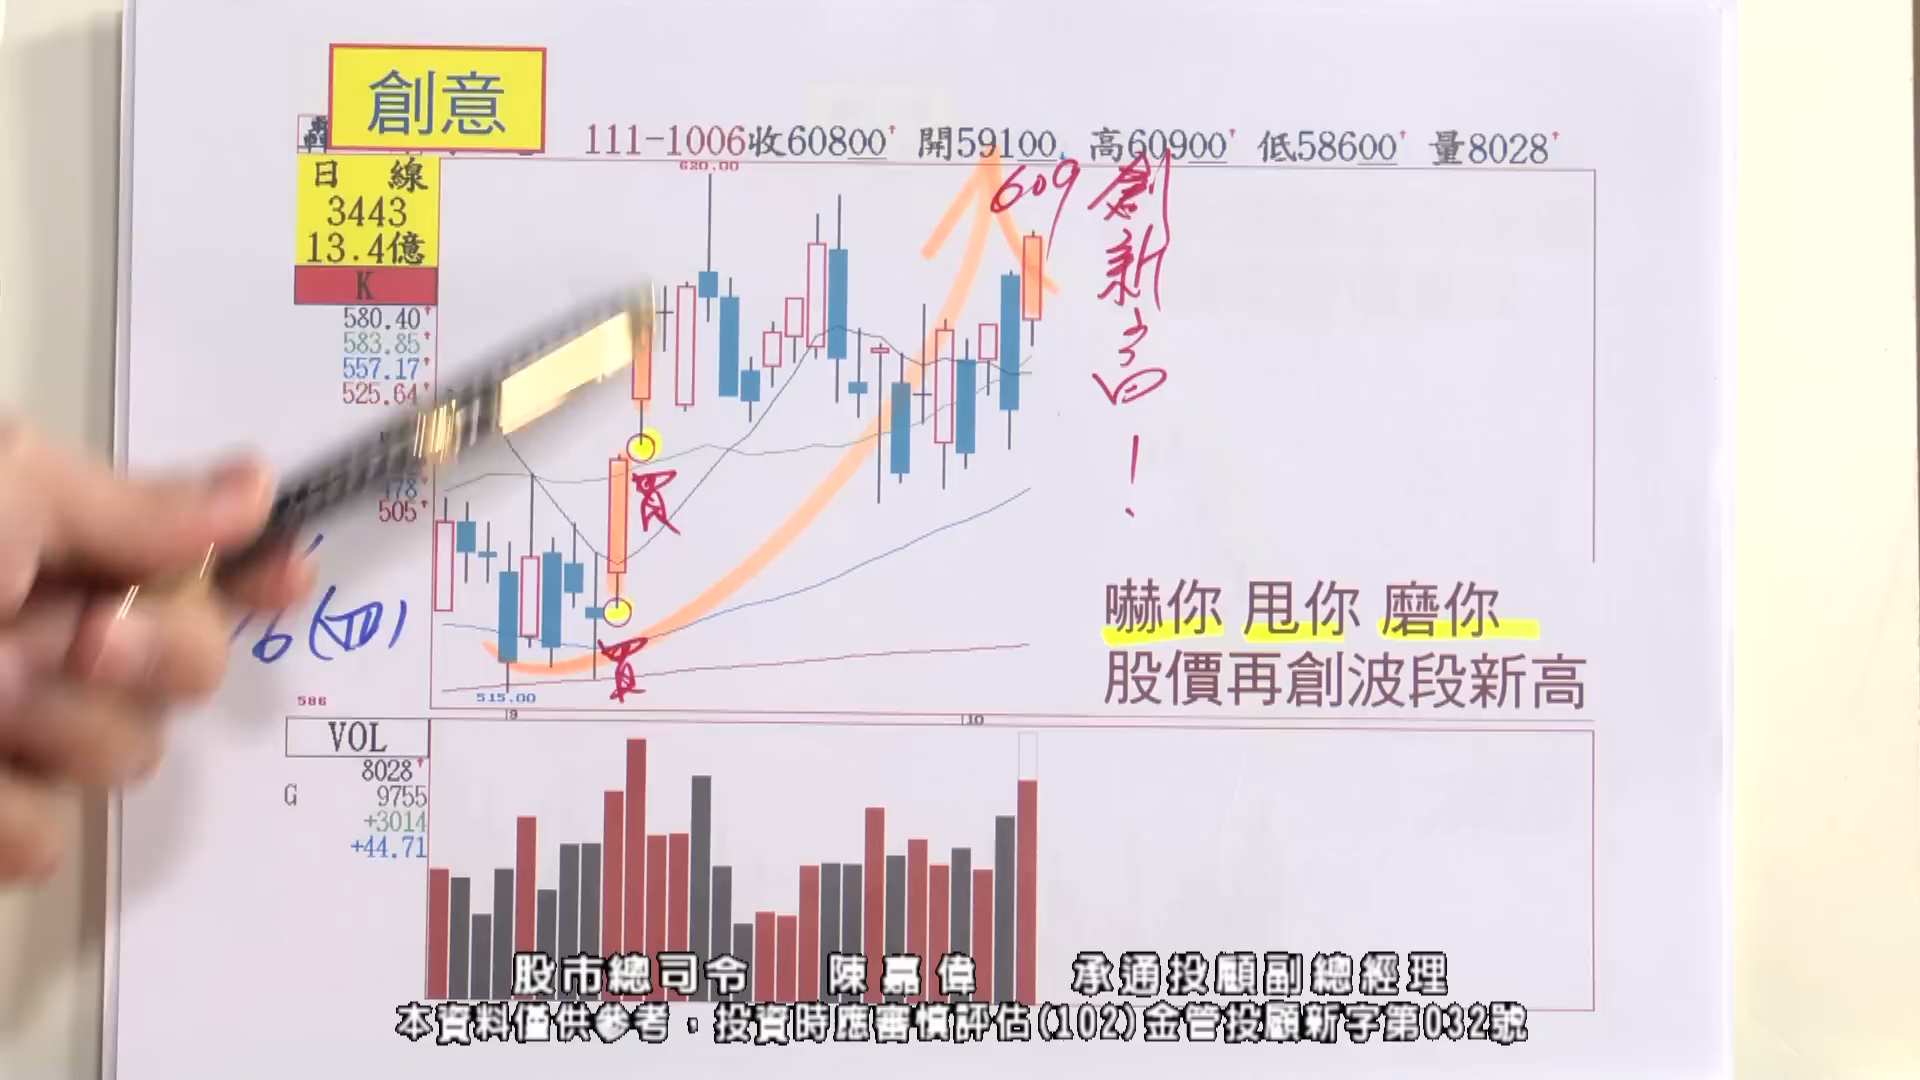 創意
111-1006收60800↑ 開59100↓ 高60900↑ 低58600↑ 量8028↑
日 線
3443
13.4億
K
580.40↑
583.85↑
557.17↑
525.64↑
505↑
620.00
609
創新高!
買
買
6(四)
嚇你 甩你 磨你
股價再創波段新高
515.00
586
9
10
VOL
8028↑
G 9755
+3014
+44.71
股市總司令 陳嘉偉 承通投顧副總經理
本資料僅供參考,投資時應審慎評估(102)金管投顧新字第032號